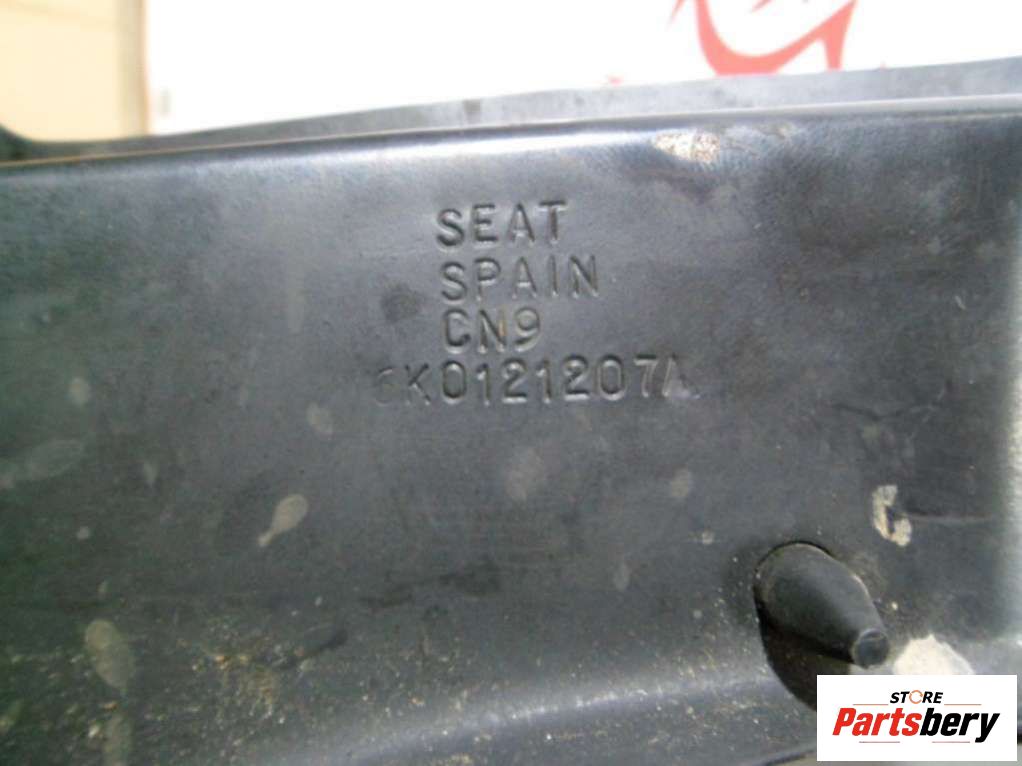 SEAT
SPAIN
CN9
6K0121207A
STORE
Partsbery